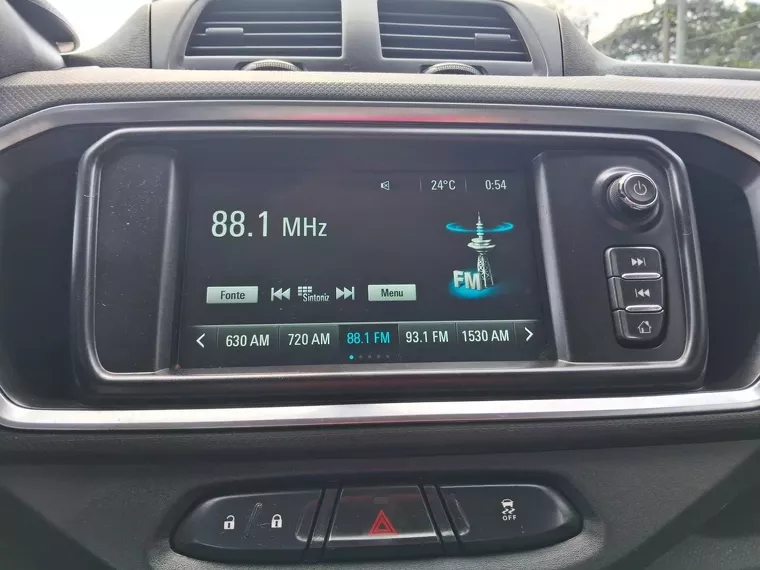 24°C 0:54
88.1 MHz
FM
Fonte Sintoniz Menu
630 AM 720 AM 88.1 FM 93.1 FM 1530 AM
OFF